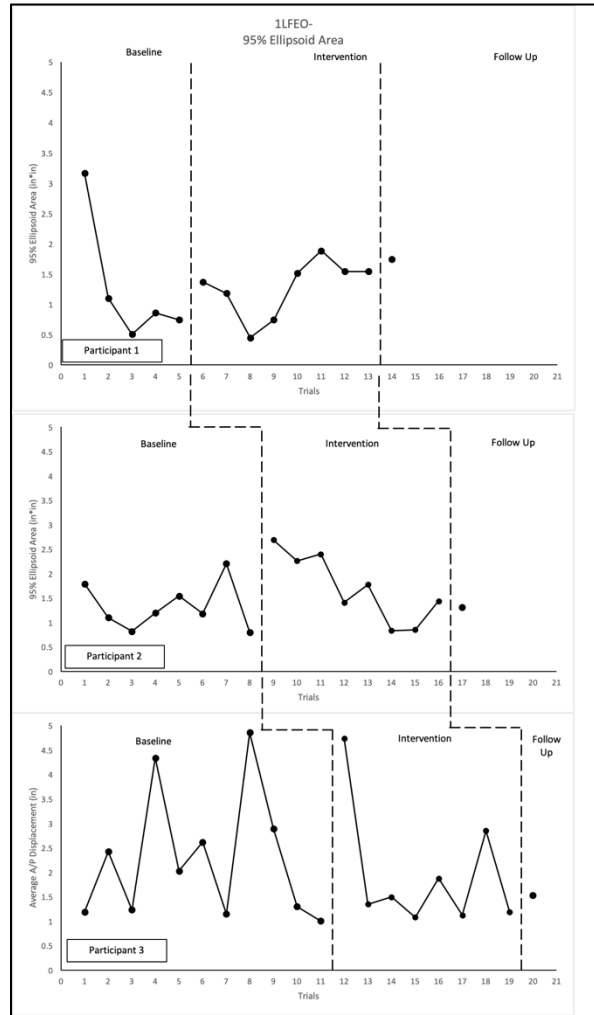 1LFEO-
95% Ellipsoid Area
Baseline Intervention Follow Up
95% Ellipsoid Area (in*in)
5
4.5
4
3.5
3
2.5
2
1.5
1
0.5
0
Participant 1
0 1 2 3 4 5 6 7 8 9 10 11 12 13 14 15 16 17 18 19 20 21
Trials
Baseline Intervention Follow Up
95% Ellipsoid Area (in*in)
5
4.5
4
3.5
3
2.5
2
1.5
1
0.5
0
Participant 2
0 1 2 3 4 5 6 7 8 9 10 11 12 13 14 15 16 17 18 19 20 21
Trials
Baseline Intervention Follow
Up
Average A/P Displacement (in)
5
4.5
4
3.5
3
2.5
2
1.5
1
0.5
0
Participant 3
0 1 2 3 4 5 6 7 8 9 10 11 12 13 14 15 16 17 18 19 20 21
Trials